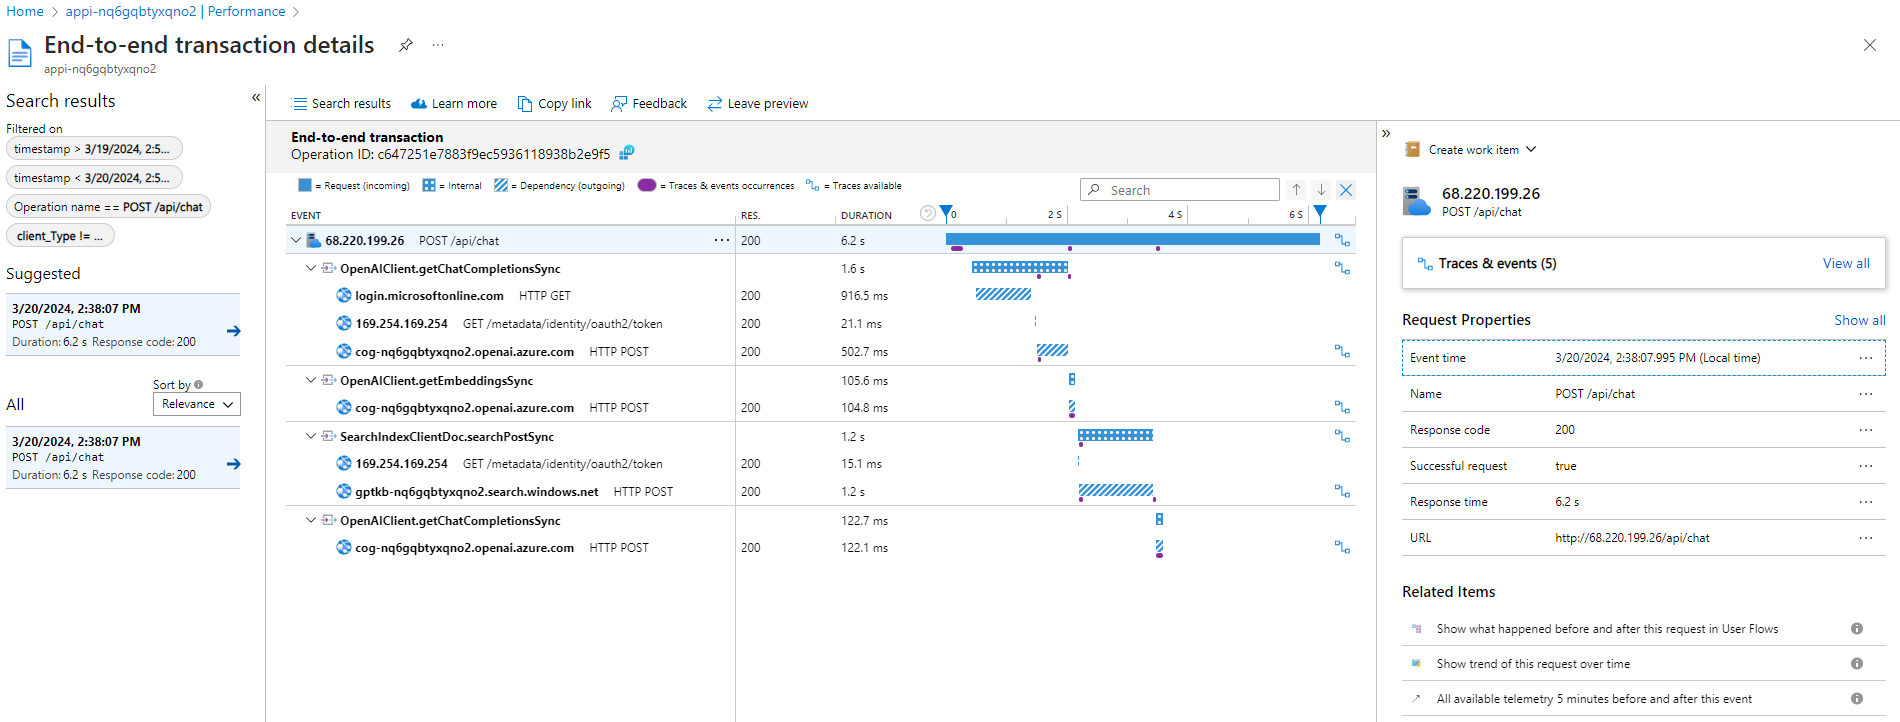 Home > appi-nq6gqbtyxqno2 | Performance >
End-to-end transaction details
appi-nq6gqbtyxqno2
Search results
Filtered on
timestamp > 3/19/2024, 2:5...
timestamp < 3/20/2024, 2:5...
Operation name == POST /api/chat
client_Type != ...
Suggested
3/20/2024, 2:38:07 PM
POST /api/chat
Duration: 6.2 s Response code: 200
Sort by
All
Relevance
3/20/2024, 2:38:07 PM
POST /api/chat
Duration: 6.2 s Response code: 200
Search results Learn more Copy link Feedback Leave preview
End-to-end transaction
Operation ID: c647251e7883f9ec5936118938b2e9f5
= Request (incoming) = Internal = Dependency (outgoing) = Traces & events occurrences = Traces available
Search
EVENT RES. DURATION 0 2 S 4 S 6 S
68.220.199.26 POST /api/chat ... 200 6.2 s
OpenAIClient.getChatCompletionsSync 1.6 s
login.microsoftonline.com HTTP GET 200 916.5 ms
169.254.169.254 GET /metadata/identity/oauth2/token 200 21.1 ms
cog-nq6gqbtyxqno2.openai.azure.com HTTP POST 200 502.7 ms
OpenAIClient.getEmbeddingsSync 105.6 ms
cog-nq6gqbtyxqno2.openai.azure.com HTTP POST 200 104.8 ms
SearchIndexClientDoc.searchPostSync 1.2 s
169.254.169.254 GET /metadata/identity/oauth2/token 200 15.1 ms
gptkb-nq6gqbtyxqno2.search.windows.net HTTP POST 200 1.2 s
OpenAIClient.getChatCompletionsSync 122.7 ms
cog-nq6gqbtyxqno2.openai.azure.com HTTP POST 200 122.1 ms
Create work item
68.220.199.26
POST /api/chat
Traces & events (5) View all
Request Properties Show all
Event time 3/20/2024, 2:38:07.995 PM (Local time) ...
Name POST /api/chat ...
Response code 200 ...
Successful request true ...
Response time 6.2 s ...
URL http://68.220.199.26/api/chat ...
Related Items
Show what happened before and after this request in User Flows
Show trend of this request over time
All available telemetry 5 minutes before and after this event